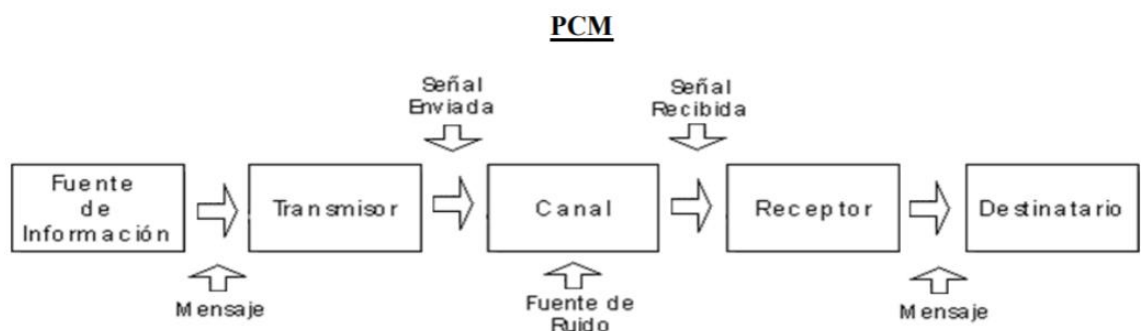 PCM
Señal
Enviada
Señal
Recibida
Fuente
de
Información
Transmisor
Canal
Receptor
Destinatario
Mensaje
Fuente de
Ruido
Mensaje